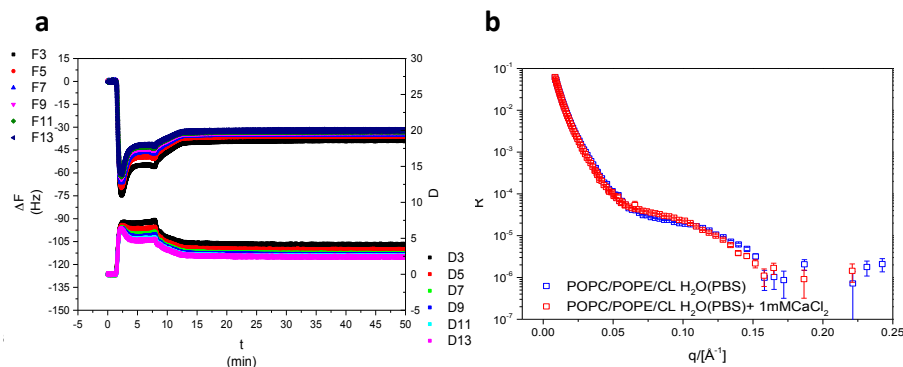 a
F3
F5
F7
F9
F11
F13
15
0
-15
-30
-45
-60
-75
-90
-105
-120
-135
-150
ΔF
(Hz)
0 5 10 15 20 25 30 35 40 45 50
t
(min)
30
25
20
15
10
5
0
-5
D
D3
D5
D7
D9
D11
D13
b
10⁻¹
10⁻²
10⁻³
10⁻⁴
10⁻⁵
10⁻⁶
10⁻⁷
R
POPC/POPE/CL H₂O(PBS)
POPC/POPE/CL H₂O(PBS)+ 1mMCaCl₂
0.00 0.05 0.10 0.15 0.20 0.25
q/[Å⁻¹]